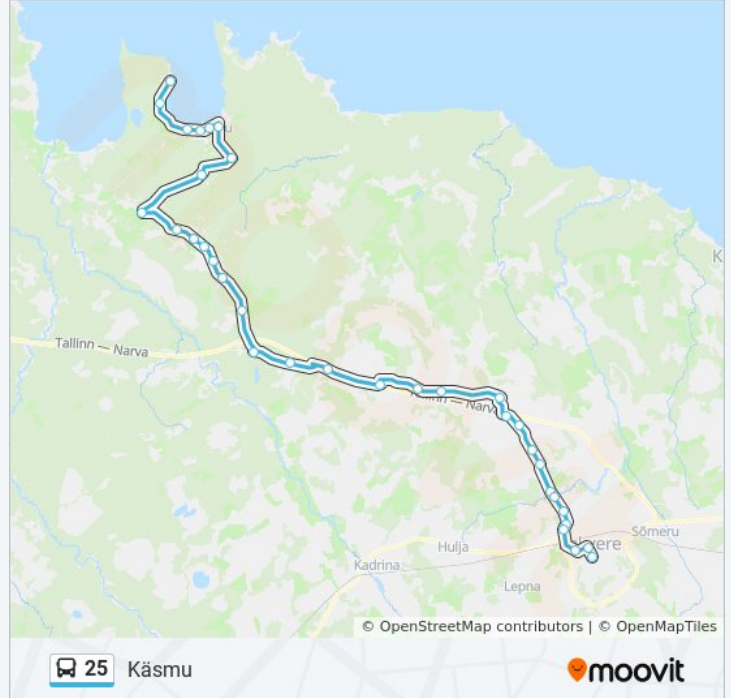 Tallinn — Narva
Tallinn — Narva
Hulja
Sõmeru
Kadrina
Lepna
© OpenStreetMap contributors | © OpenMapTiles
25 Käsmu
moovit